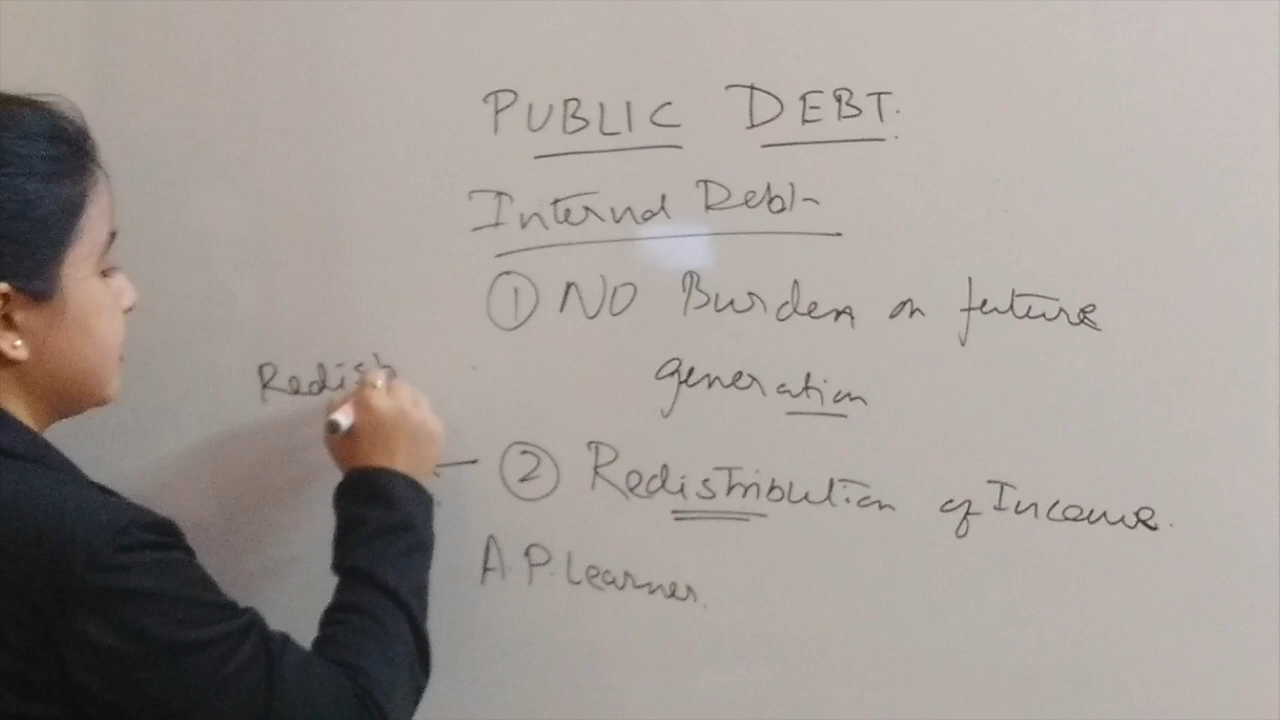 PUBLIC DEBT.
Internal Debt
① NO Burden on future
generation
Redist
② Redistribution of Income.
A.P. Learner.